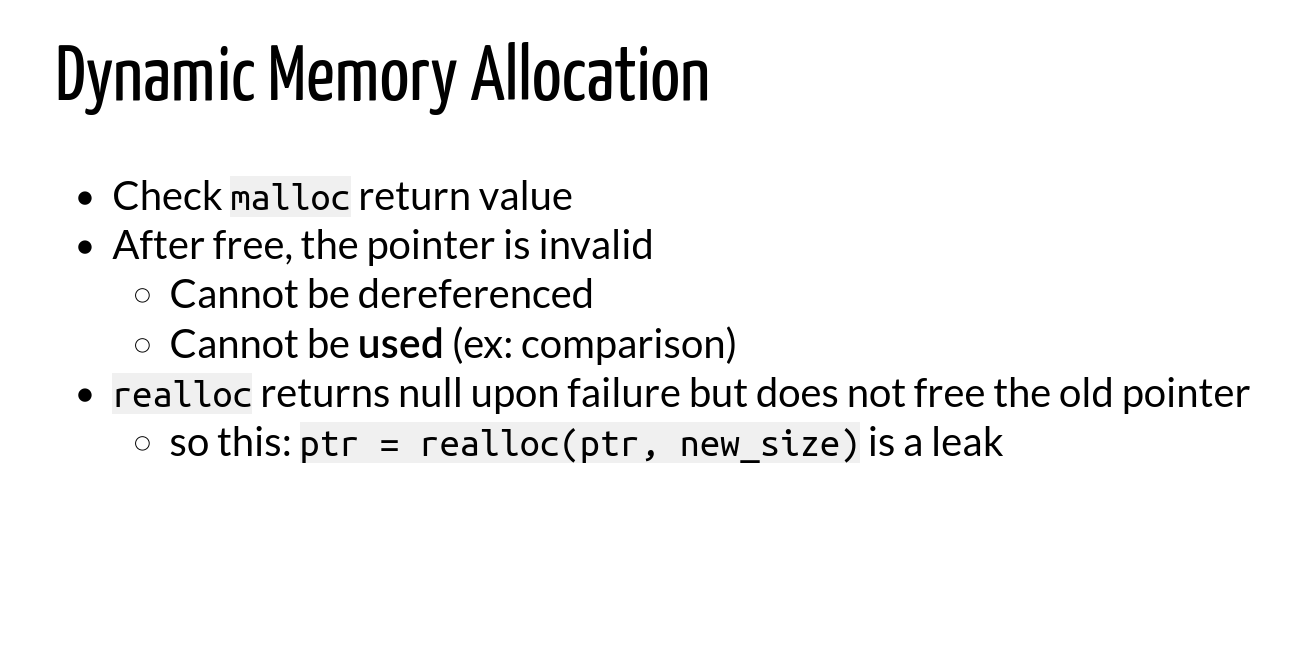 Dynamic Memory Allocation
• Check malloc return value
• After free, the pointer is invalid
○ Cannot be dereferenced
○ Cannot be used (ex: comparison)
• realloc returns null upon failure but does not free the old pointer
○ so this: ptr = realloc(ptr, new_size) is a leak